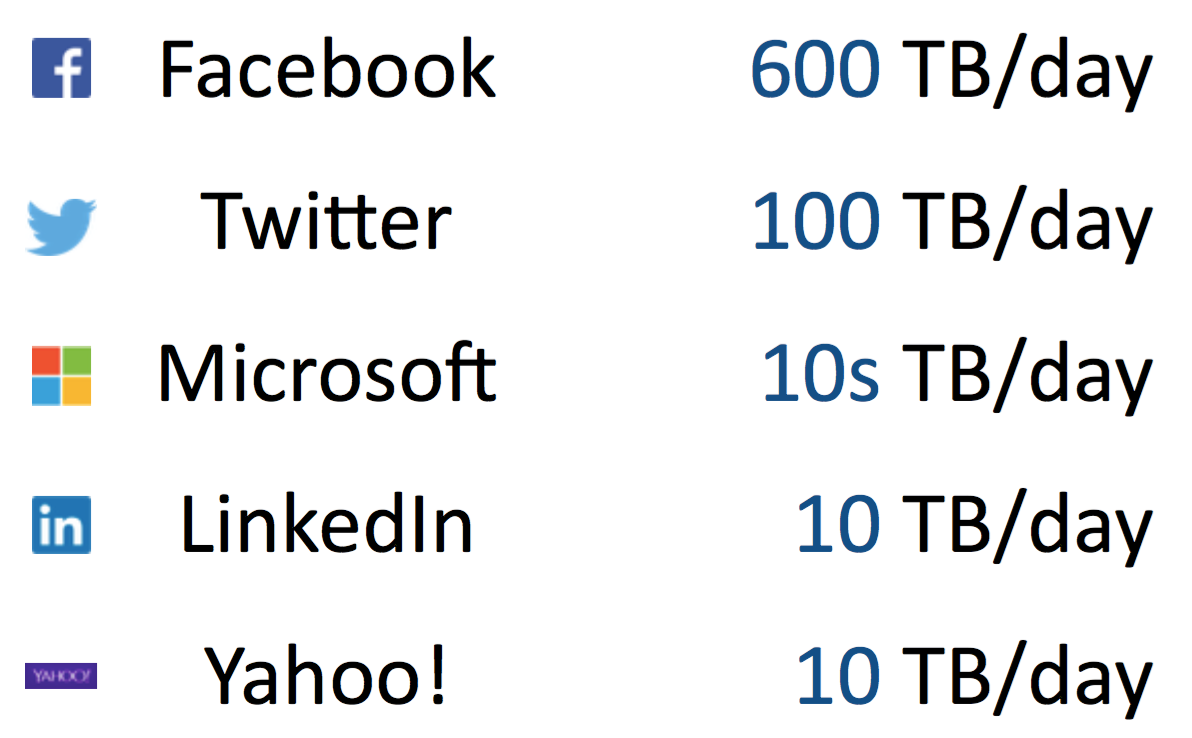 Facebook 600 TB/day
Twitter 100 TB/day
Microsoft 10s TB/day
in LinkedIn 10 TB/day
YAHOO! Yahoo! 10 TB/day